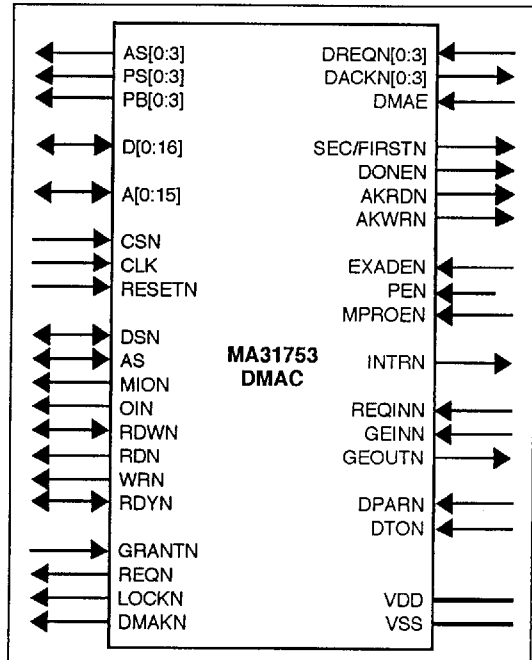 AS[0:3]
PS[0:3]
PB[0:3]
D[0:16]
A[0:15]
CSN
CLK
RESETN
DSN
AS
MION
OIN
RDWN
RDN
WRN
RDYN
GRANTN
REQN
LOCKN
DMAKN
MA31753
DMAC
DREQN[0:3]
DACKN[0:3]
DMAE
SEC/FIRSTN
DONEN
AKRDN
AKWRN
EXADEN
PEN
MPROEN
INTRN
REQINN
GEINN
GEOUTN
DPARN
DTON
VDD
VSS